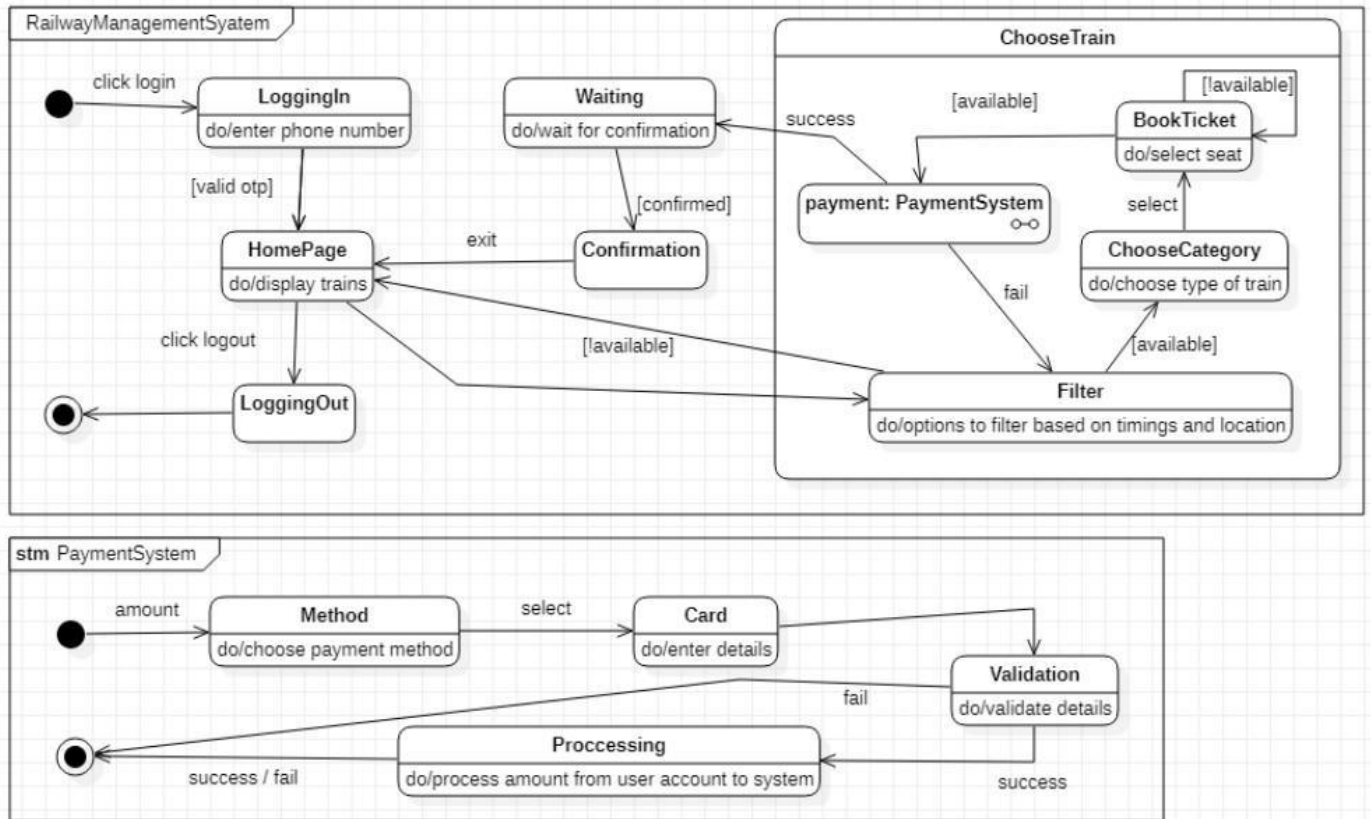 RailwayManagementSyatem
ChooseTrain
click login
LoggingIn
do/enter phone number
Waiting
do/wait for confirmation
success
[available]
[!available]
BookTicket
do/select seat
[valid otp]
[confirmed]
payment: PaymentSystem
select
HomePage
do/display trains
exit
Confirmation
ChooseCategory
do/choose type of train
fail
click logout
[!available]
[available]
LoggingOut
Filter
do/options to filter based on timings and location
stm PaymentSystem
amount
Method
do/choose payment method
select
Card
do/enter details
Validation
do/validate details
fail
Proccessing
do/process amount from user account to system
success / fail
success